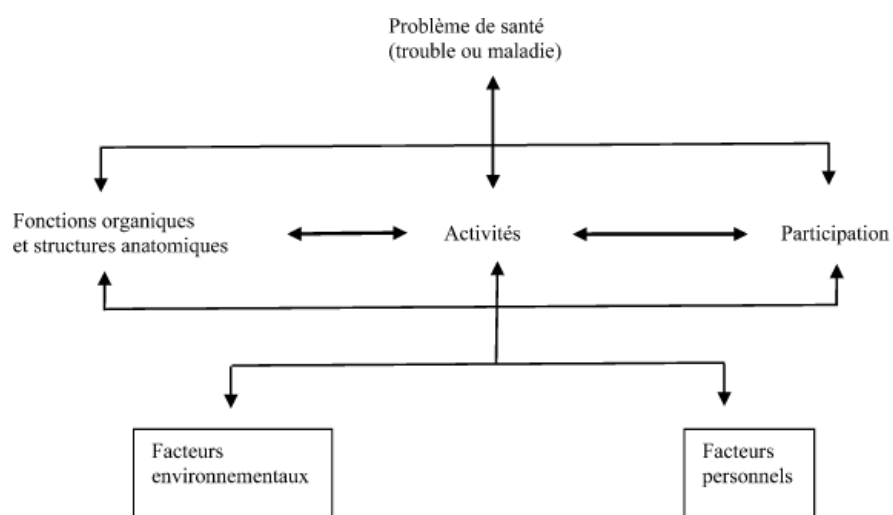 Problème de santé
(trouble ou maladie)
Fonctions organiques
et structures anatomiques
Activités
Participation
Facteurs
environnementaux
Facteurs
personnels